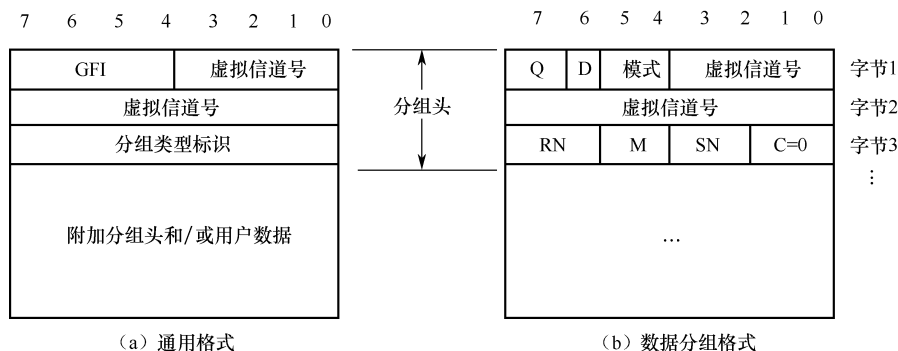 7 6 5 4 3 2 1 0
GFI 虚拟信道号
虚拟信道号
分组类型标识
附加分组头和/或用户数据
(a)通用格式
分组头
7 6 5 4 3 2 1 0
Q D 模式 虚拟信道号 字节1
虚拟信道号 字节2
RN M SN C=0 字节3
⋮
…
(b)数据分组格式